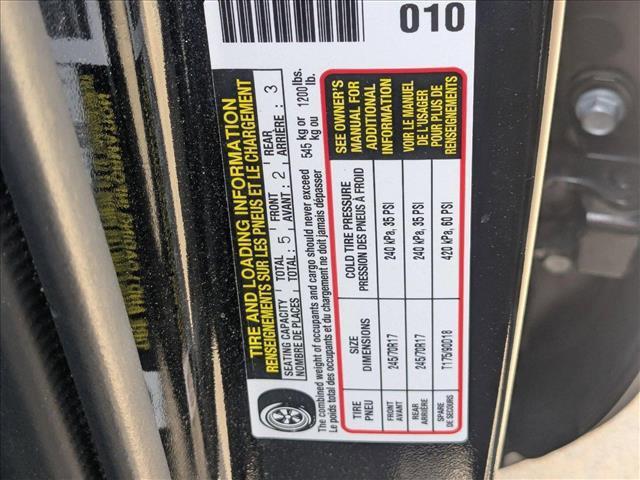 010
TIRE AND LOADING INFORMATION
RENSEIGNEMENTS SUR LES PNEUS ET LE CHARGEMENT
SEATING CAPACITY TOTAL : 5 FRONT : 2 REAR : 3
NOMBRE DE PLACES TOTAL : AVANT : ARRIÈRE :
The combined weight of occupants and cargo should never exceed 545 kg or 1200 lbs.
Le poids total des occupants et du chargement ne doit jamais dépasser kg ou lb.
TIRE SIZE COLD TIRE PRESSURE SEE OWNER'S
PNEU DIMENSIONS PRESSION DES PNEUS À FROID MANUAL FOR
ADDITIONAL
INFORMATION
FRONT 245/70R17 240 kPa, 35 PSI
AVANT
REAR 245/70R17 240 kPa, 35 PSI VOIR LE MANUEL
ARRIÈRE DE L'USAGER
SPARE T175/90D18 420 kPa, 60 PSI POUR PLUS DE
DE SECOURS RENSEIGNEMENTS